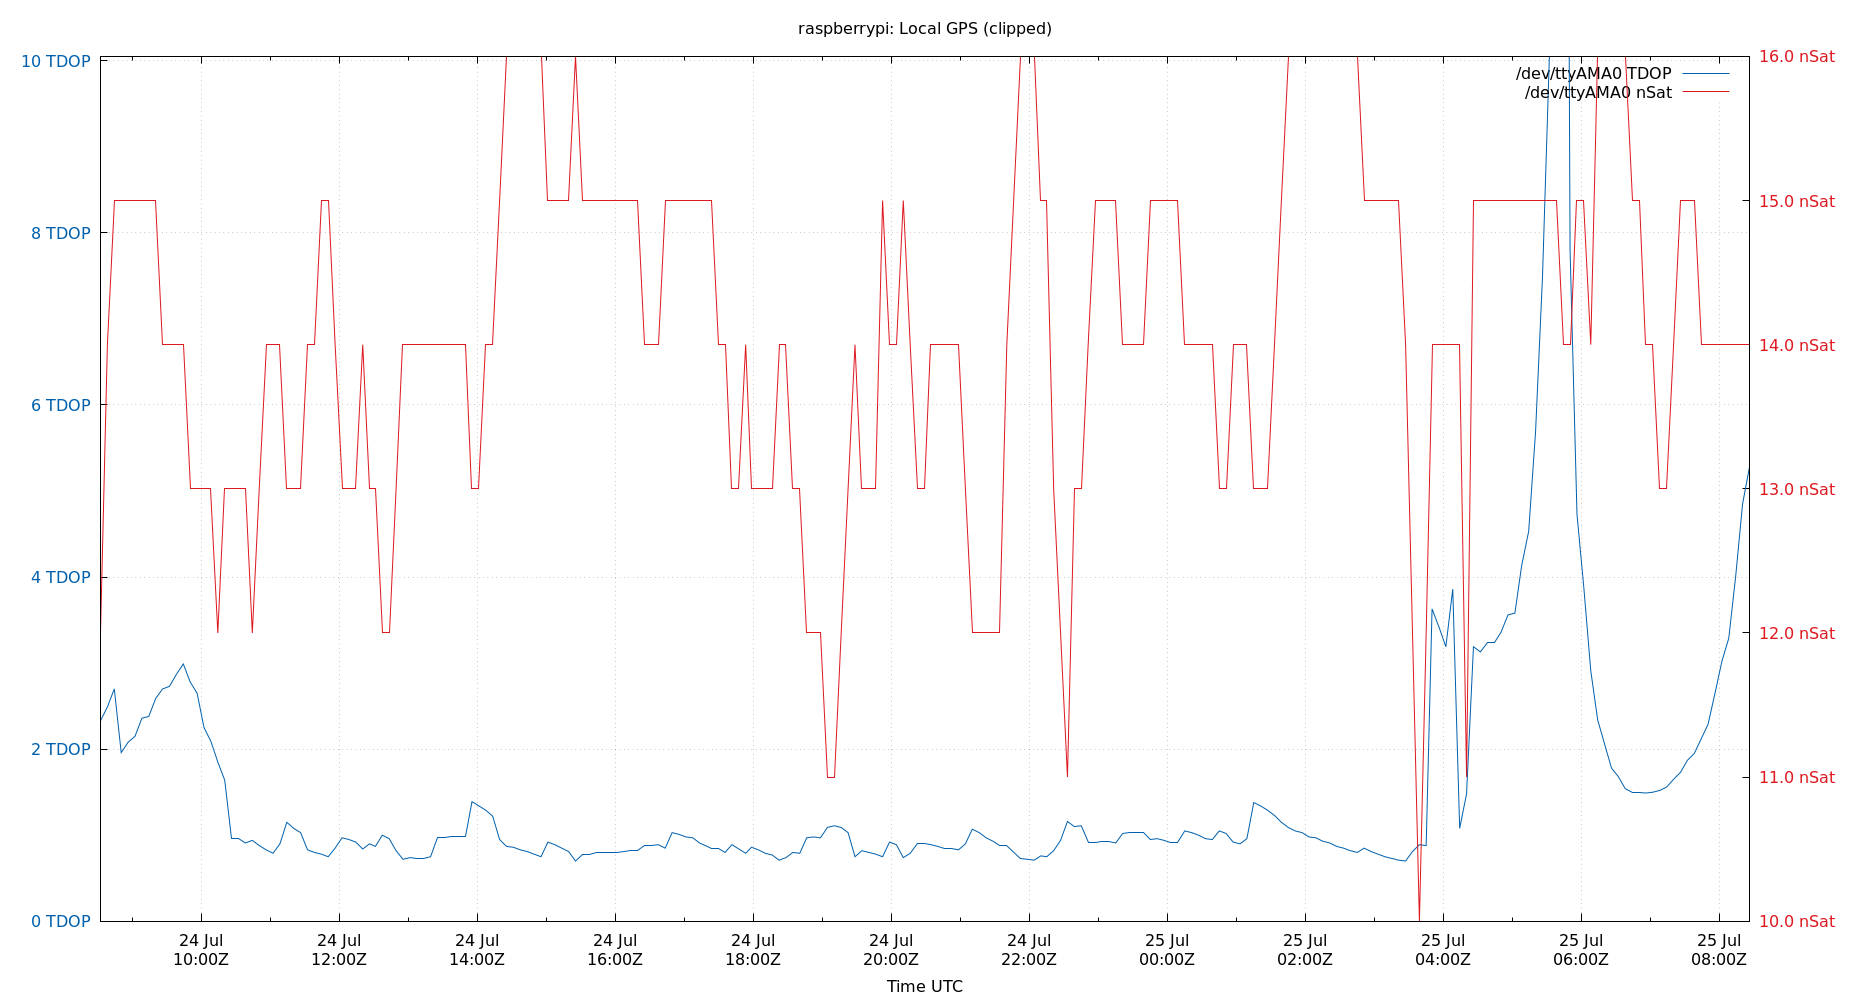 raspberrypi: Local GPS (clipped)
10 TDOP
8 TDOP
6 TDOP
4 TDOP
2 TDOP
0 TDOP
16.0 nSat
15.0 nSat
14.0 nSat
13.0 nSat
12.0 nSat
11.0 nSat
10.0 nSat
/dev/ttyAMA0 TDOP
/dev/ttyAMA0 nSat
24 Jul
10:00Z
24 Jul
12:00Z
24 Jul
14:00Z
24 Jul
16:00Z
24 Jul
18:00Z
24 Jul
20:00Z
24 Jul
22:00Z
25 Jul
00:00Z
25 Jul
02:00Z
25 Jul
04:00Z
25 Jul
06:00Z
25 Jul
08:00Z
Time UTC